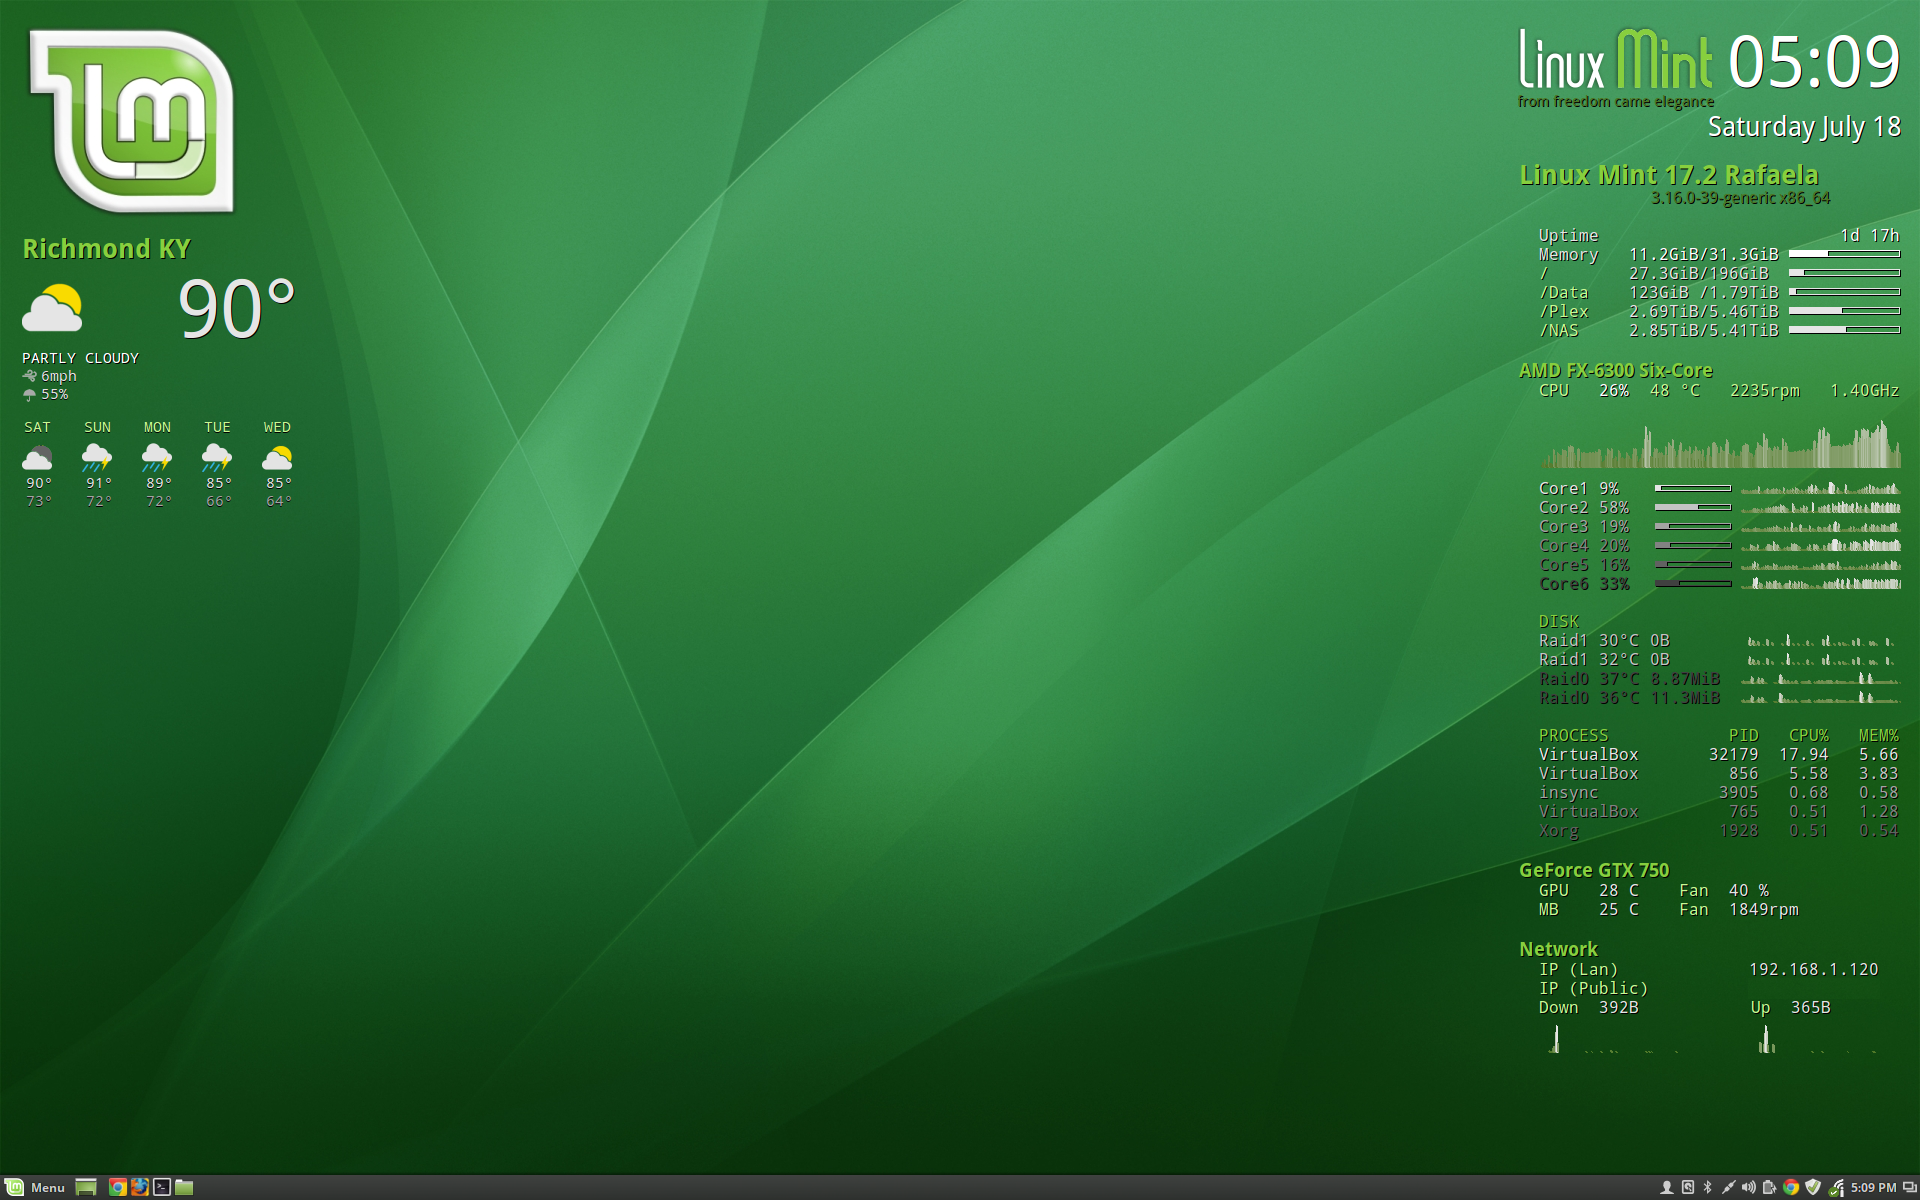 lm
Richmond KY
90°
PARTLY CLOUDY
6mph
55%
SAT SUN MON TUE WED
90° 91° 89° 85° 85°
73° 72° 72° 66° 64°
Linux Mint 05:09
from freedom came elegance
Saturday July 18
Linux Mint 17.2 Rafaela
3.16.0-39-generic x86_64
Uptime 1d 17h
Memory 11.2GiB/31.3GiB
/ 27.3GiB/196GiB
/Data 123GiB /1.79TiB
/Plex 2.69TiB/5.46TiB
/NAS 2.85TiB/5.41TiB
AMD FX-6300 Six-Core
CPU 26% 48 °C 2235rpm 1.40GHz
Core1 9%
Core2 58%
Core3 19%
Core4 20%
Core5 16%
Core6 33%
DISK
Raid1 30°C 0B
Raid1 32°C 0B
Raid0 37°C 8.87MiB
Raid0 36°C 11.3MiB
PROCESS PID CPU% MEM%
VirtualBox 32179 17.94 5.66
VirtualBox 856 5.58 3.83
insync 3905 0.68 0.58
VirtualBox 765 0.51 1.28
Xorg 1928 0.51 0.54
GeForce GTX 750
GPU 28 C Fan 40 %
MB 25 C Fan 1849rpm
Network
IP (Lan) 192.168.1.120
IP (Public)
Down 392B Up 365B
Menu
5:09 PM